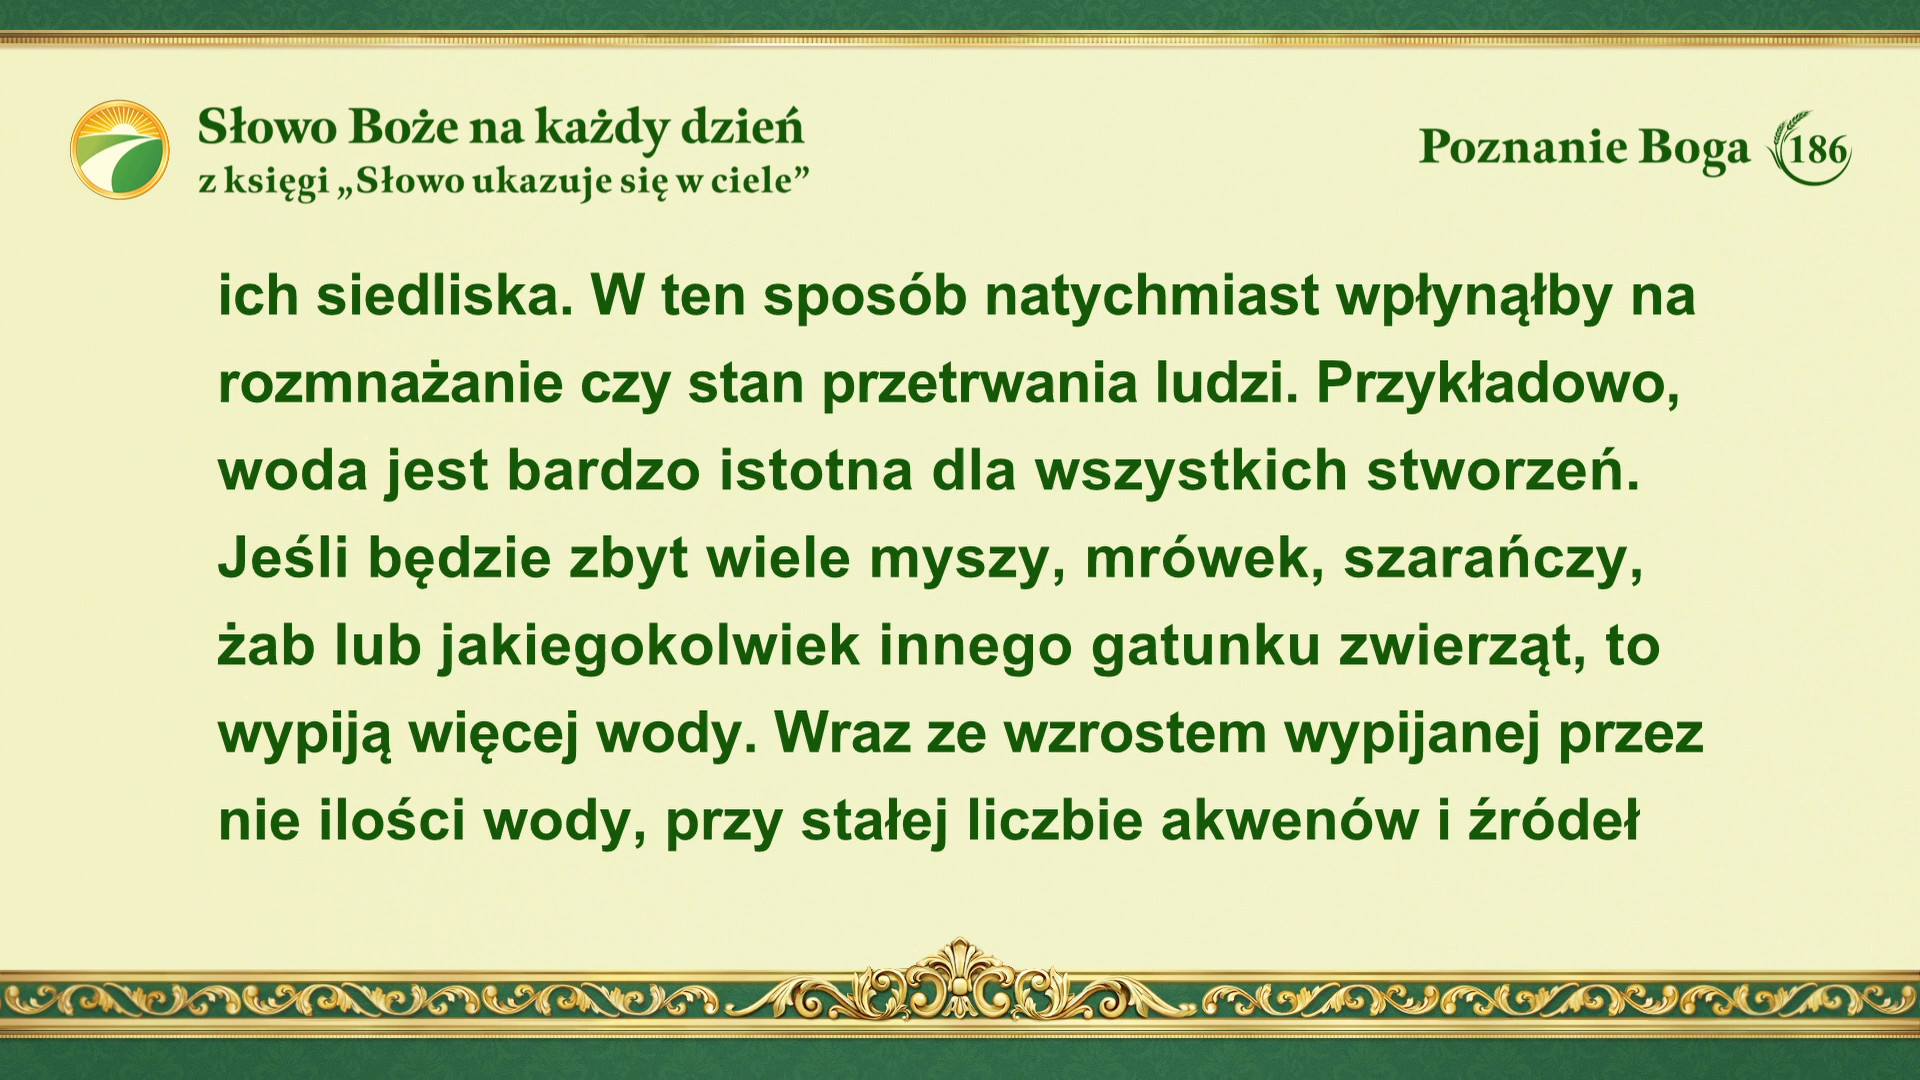 Słowo Boże na każdy dzień
z księgi „Słowo ukazuje się w ciele”
Poznanie Boga 186
ich siedliska. W ten sposób natychmiast wpłynąłby na
rozmnażanie czy stan przetrwania ludzi. Przykładowo,
woda jest bardzo istotna dla wszystkich stworzeń.
Jeśli będzie zbyt wiele myszy, mrówek, szarańczy,
żab lub jakiegokolwiek innego gatunku zwierząt, to
wypiją więcej wody. Wraz ze wzrostem wypijanej przez
nie ilości wody, przy stałej liczbie akwenów i źródeł